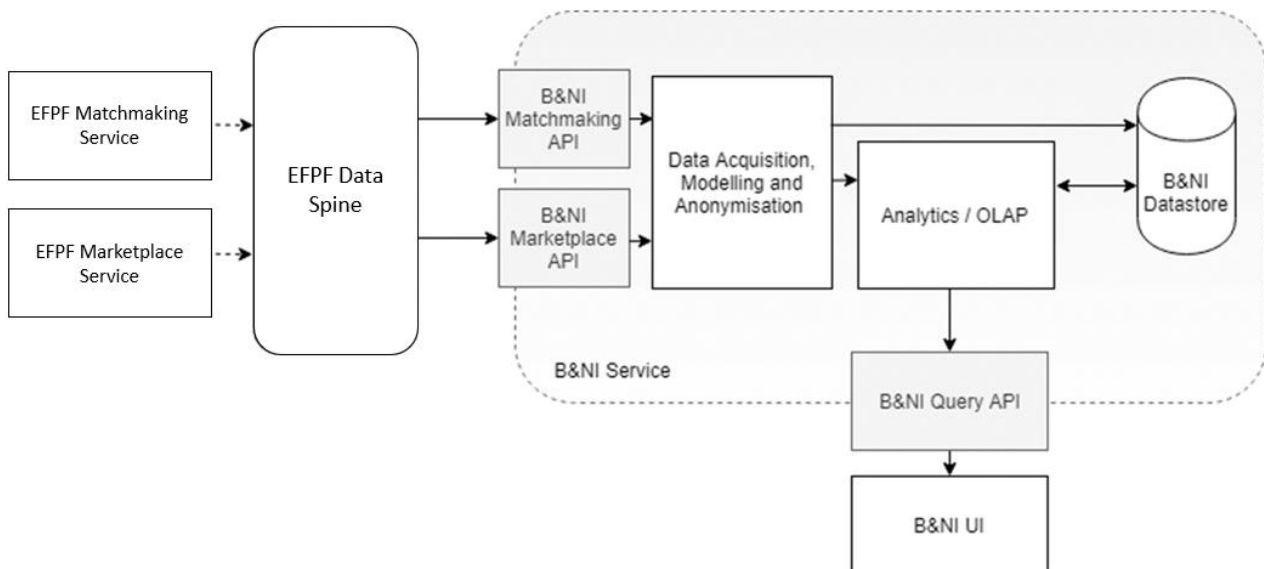 EFPF Matchmaking
Service
EFPF Marketplace
Service
EFPF Data
Spine
B&NI
Matchmaking
API
B&NI
Marketplace
API
Data Acquisition,
Modelling and
Anonymisation
Analytics / OLAP
B&NI
Datastore
B&NI Service
B&NI Query API
B&NI UI